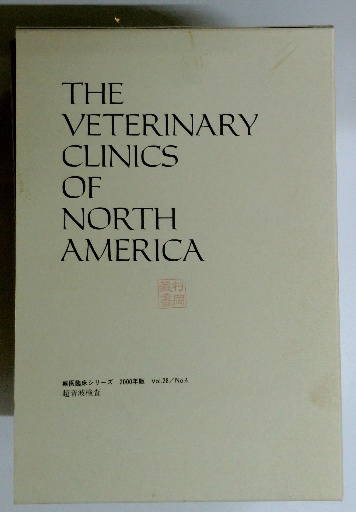 THE
VETERINARY
CLINICS
OF
NORTH
AMERICA
獣医臨床シリーズ 2000年版 Vol.28/No.4
超音波検査